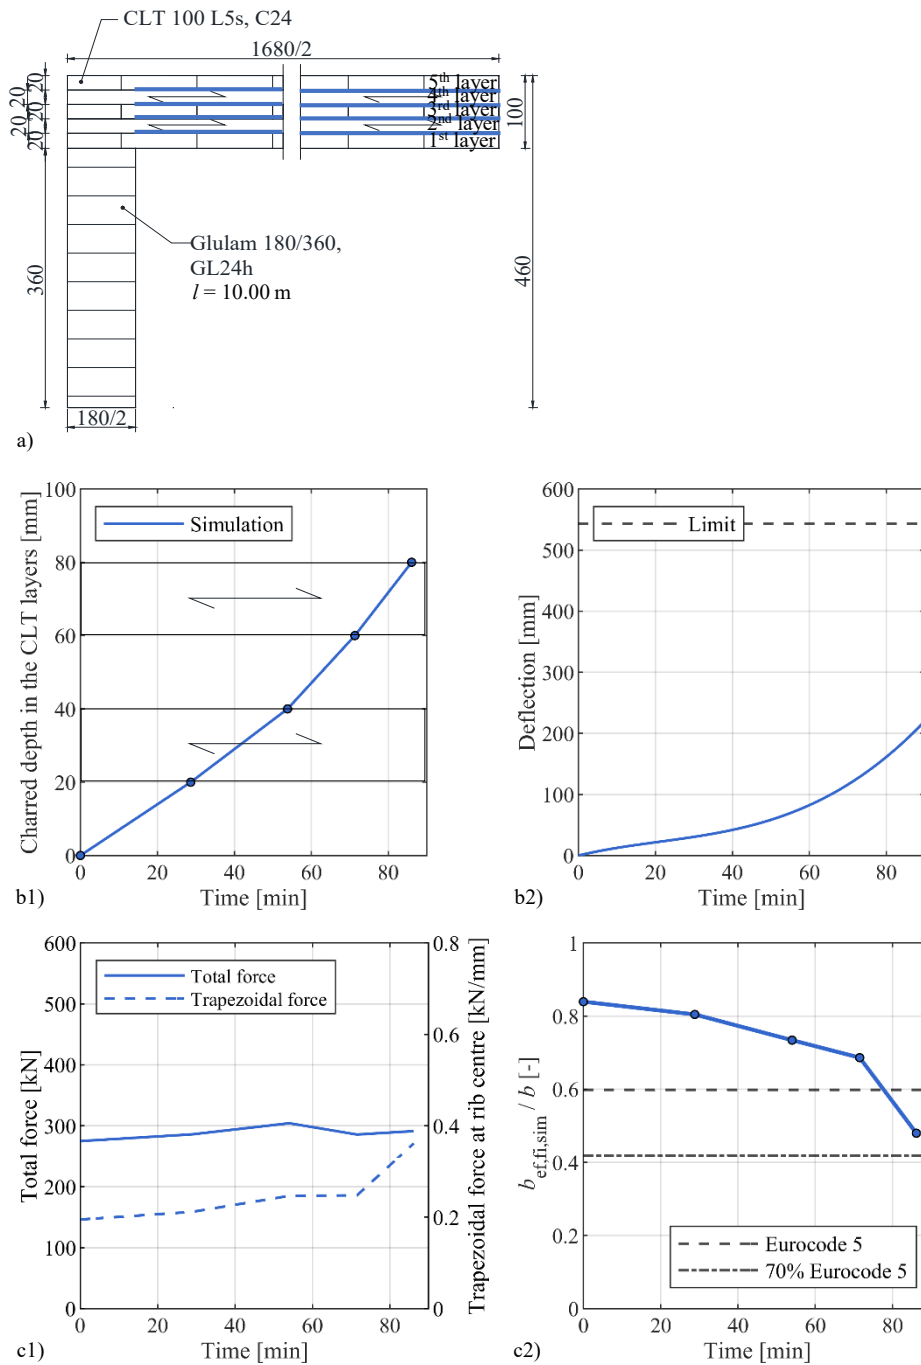 CLT 100 L5s, C24
1680/2
20
20
20
20
20
5th layer
4th layer
3rd layer
2nd layer
1st layer
100
360
460
Glulam 180/360,
GL24h
l = 10.00 m
180/2
a)
Charred depth in the CLT layers [mm]
100
80
60
40
20
0
Simulation
0 20 40 60 80
Time [min]
b1)
Deflection [mm]
600
500
400
300
200
100
0
Limit
0 20 40 60 80
Time [min]
b2)
Total force [kN]
600
500
400
300
200
100
0
Total force
Trapezoidal force
0.8
0.6
0.4
0.2
0
Trapezoidal force at rib centre [kN/mm]
0 20 40 60 80
Time [min]
c1)
b ef,fi,sim / b [-]
1
0.8
0.6
0.4
0.2
0
Eurocode 5
70% Eurocode 5
0 20 40 60 80
Time [min]
c2)